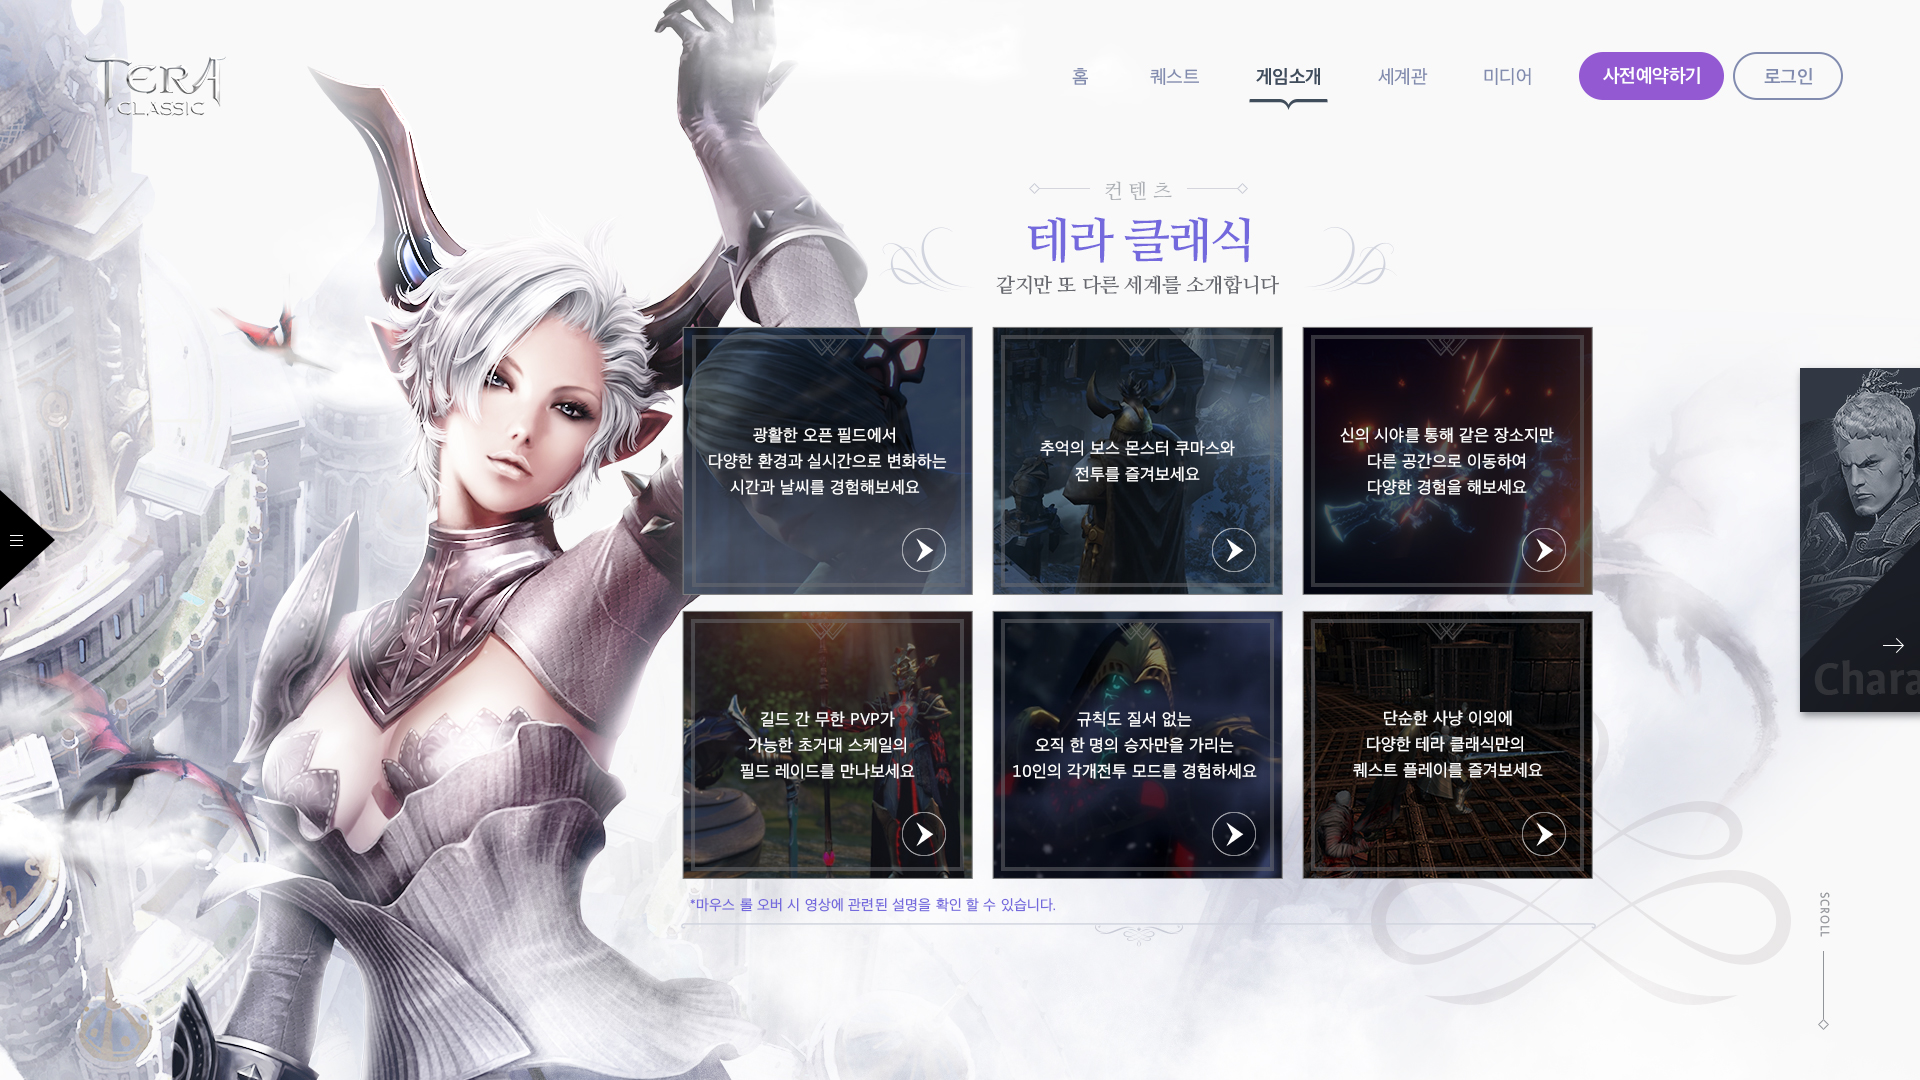 TERA
CLASSIC
홈 퀘스트 게임소개 세계관 미디어 사전예약하기 로그인
컨텐츠
테라 클래식
같지만 또 다른 세계를 소개합니다
광활한 오픈 필드에서
다양한 환경과 실시간으로 변화하는
시간과 날씨를 경험해보세요
추억의 보스 몬스터 쿠마스와
전투를 즐겨보세요
신의 시야를 통해 같은 장소지만
다른 공간으로 이동하여
다양한 경험을 해보세요
길드 간 무한 PVP가
가능한 초거대 스케일의
필드 레이드를 만나보세요
규칙도 질서 없는
오직 한 명의 승자만을 가리는
10인의 각개전투 모드를 경험하세요
단순한 사냥 이외에
다양한 테라 클래식만의
퀘스트 플레이를 즐겨보세요
*마우스 롤 오버 시 영상에 관련된 설명을 확인 할 수 있습니다.
Chara
SCROLL